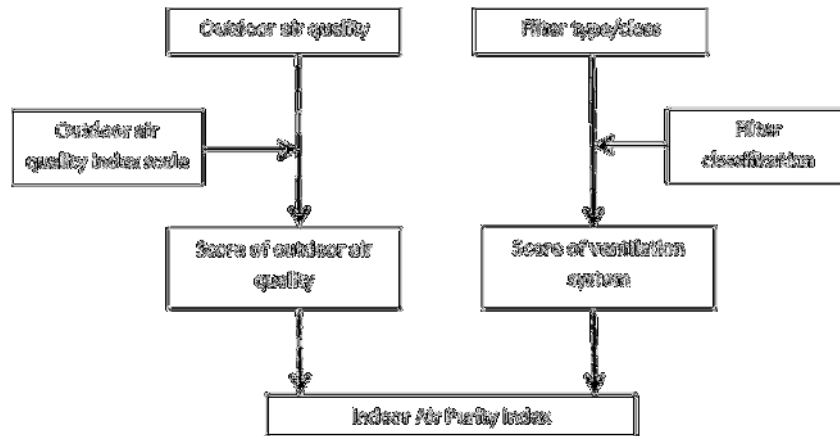 Outdoor air quality
Filter type/class
Outdoor air
quality index scale
Filter
classification
Score of outdoor air
quality
Score of ventilation
system
Indoor Air Purity Index